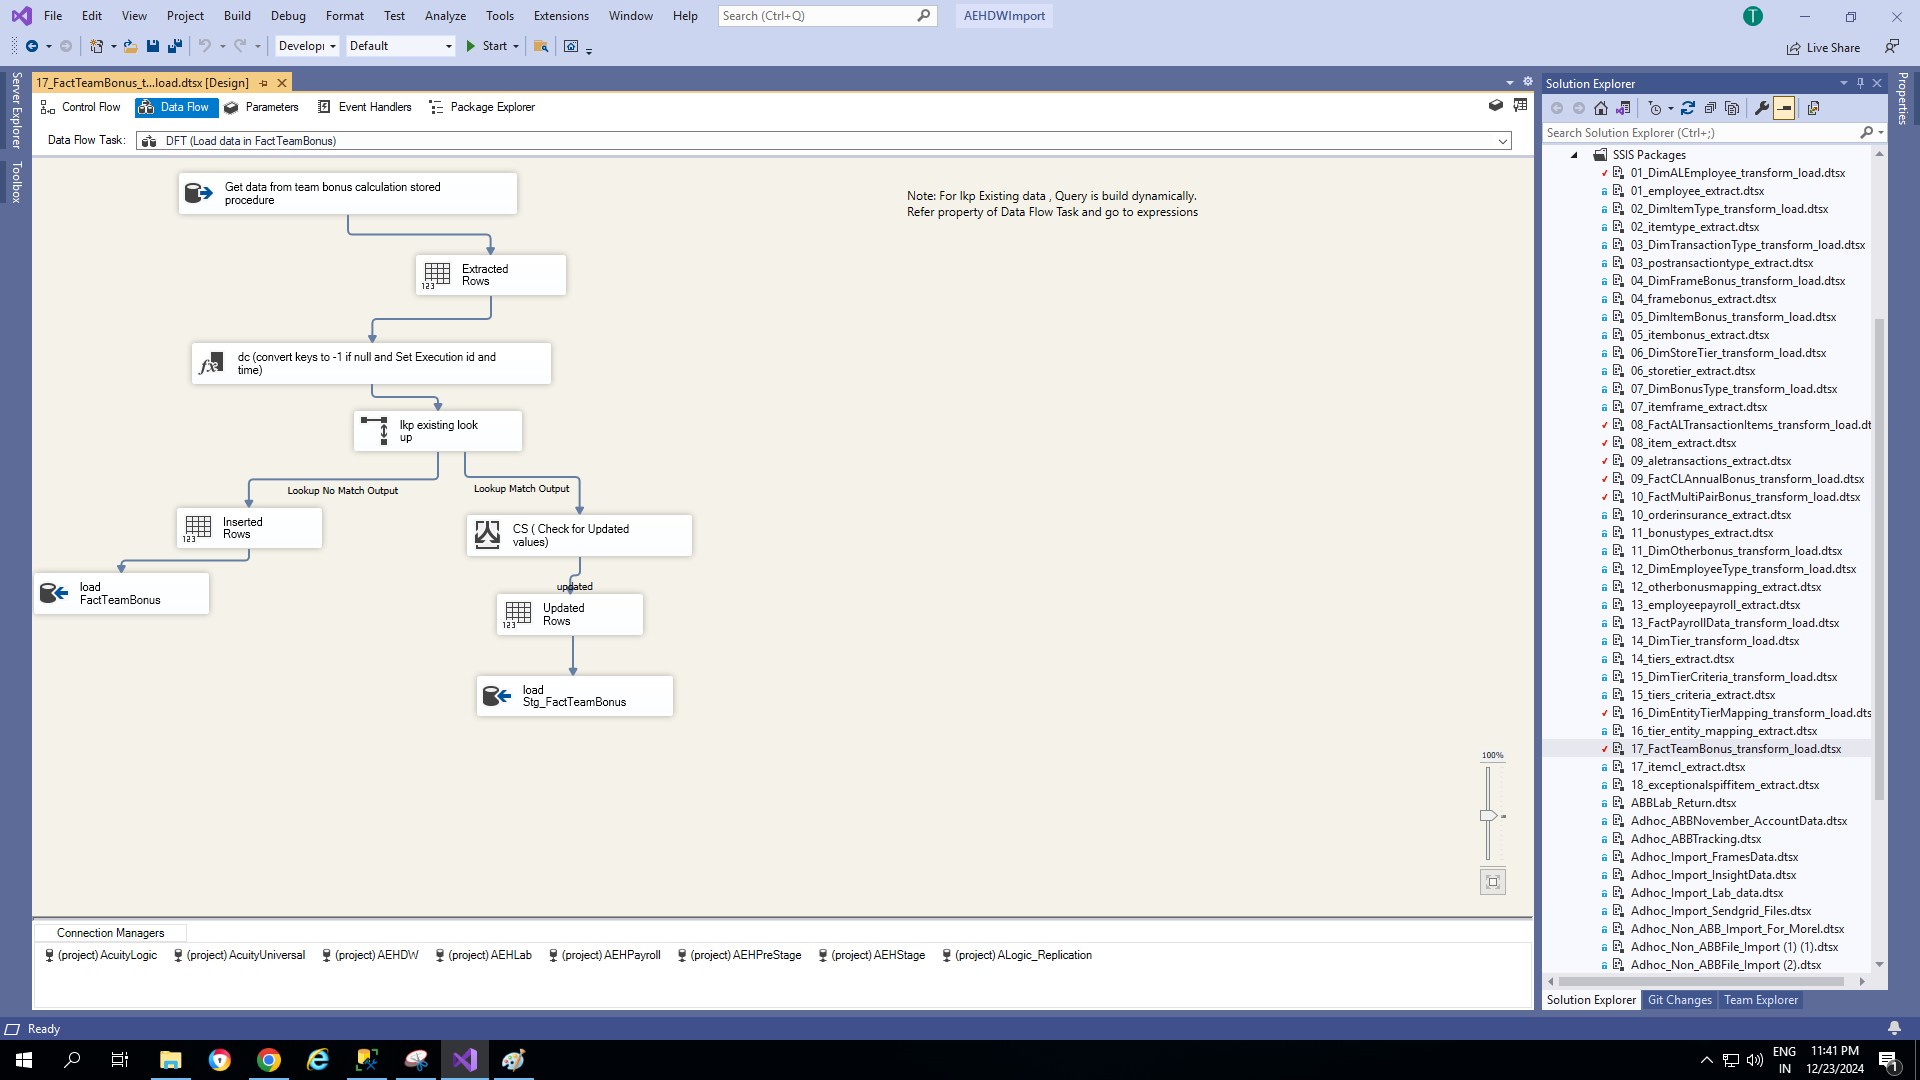 File Edit View Project Build Debug Format Test Analyze Tools Extensions Window Help Search (Ctrl+Q) AEHDWImport T
Develop Default Start Live Share
Server Explorer
Toolbox
17_FactTeamBonus_t...load.dtsx [Design]
Control Flow Data Flow Parameters Event Handlers Package Explorer
Data Flow Task: DFT (Load data in FactTeamBonus)
Get data from team bonus calculation stored
procedure
Note: For lkp Existing data , Query is build dynamically.
Refer property of Data Flow Task and go to expressions
Extracted
Rows
123
dc (convert keys to -1 if null and Set Execution id and
time)
lkp existing look
up
Lookup No Match Output
Lookup Match Output
Inserted
Rows
123
CS ( Check for Updated
values)
load
FactTeamBonus
updated
Updated
Rows
123
load
Stg_FactTeamBonus
100%
Connection Managers
(project) AcuityLogic (project) AcuityUniversal (project) AEHDW (project) AEHLab (project) AEHPayroll (project) AEHPreStage (project) AEHStage (project) ALogic_Replication
Solution Explorer
Search Solution Explorer (Ctrl+;)
SSIS Packages
01_DimALEmployee_transform_load.dtsx
01_employee_extract.dtsx
02_DimItemType_transform_load.dtsx
02_itemtype_extract.dtsx
03_DimTransactionType_transform_load.dtsx
03_postransactiontype_extract.dtsx
04_DimFrameBonus_transform_load.dtsx
04_framebonus_extract.dtsx
05_DimItemBonus_transform_load.dtsx
05_itembonus_extract.dtsx
06_DimStoreTier_transform_load.dtsx
06_storetier_extract.dtsx
07_DimBonusType_transform_load.dtsx
07_itemframe_extract.dtsx
08_FactALTransactionItems_transform_load.dt
08_item_extract.dtsx
09_aletransactions_extract.dtsx
09_FactCLAnnualBonus_transform_load.dtsx
10_FactMultiPairBonus_transform_load.dtsx
10_orderinsurance_extract.dtsx
11_bonustypes_extract.dtsx
11_DimOtherbonus_transform_load.dtsx
12_DimEmployeeType_transform_load.dtsx
12_otherbonusmapping_extract.dtsx
13_employeepayroll_extract.dtsx
13_FactPayrollData_transform_load.dtsx
14_DimTier_transform_load.dtsx
14_tiers_extract.dtsx
15_DimTierCriteria_transform_load.dtsx
15_tiers_criteria_extract.dtsx
16_DimEntityTierMapping_transform_load.dts
16_tier_entity_mapping_extract.dtsx
17_FactTeamBonus_transform_load.dtsx
17_itemcl_extract.dtsx
18_exceptionalspiffitem_extract.dtsx
ABBLab_Return.dtsx
Adhoc_ABBNovember_AccountData.dtsx
Adhoc_ABBTracking.dtsx
Adhoc_Import_FramesData.dtsx
Adhoc_Import_InsightData.dtsx
Adhoc_Import_Lab_data.dtsx
Adhoc_Import_Sendgrid_Files.dtsx
Adhoc_Non_ABB_Import_For_Morel.dtsx
Adhoc_Non_ABBFile_Import (1) (1).dtsx
Adhoc_Non_ABBFile_Import (2).dtsx
Solution Explorer Git Changes Team Explorer
Properties
Ready
ENG
IN
11:41 PM
12/23/2024
1